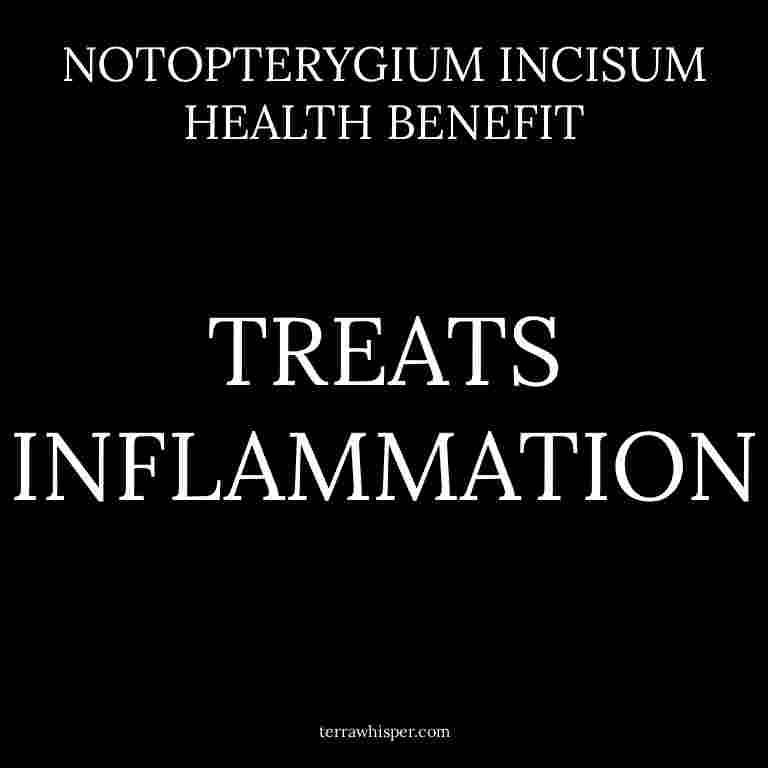 NOTOPTERYGIUM INCISUM
HEALTH BENEFIT
TREATS
INFLAMMATION
terrawhisper.com